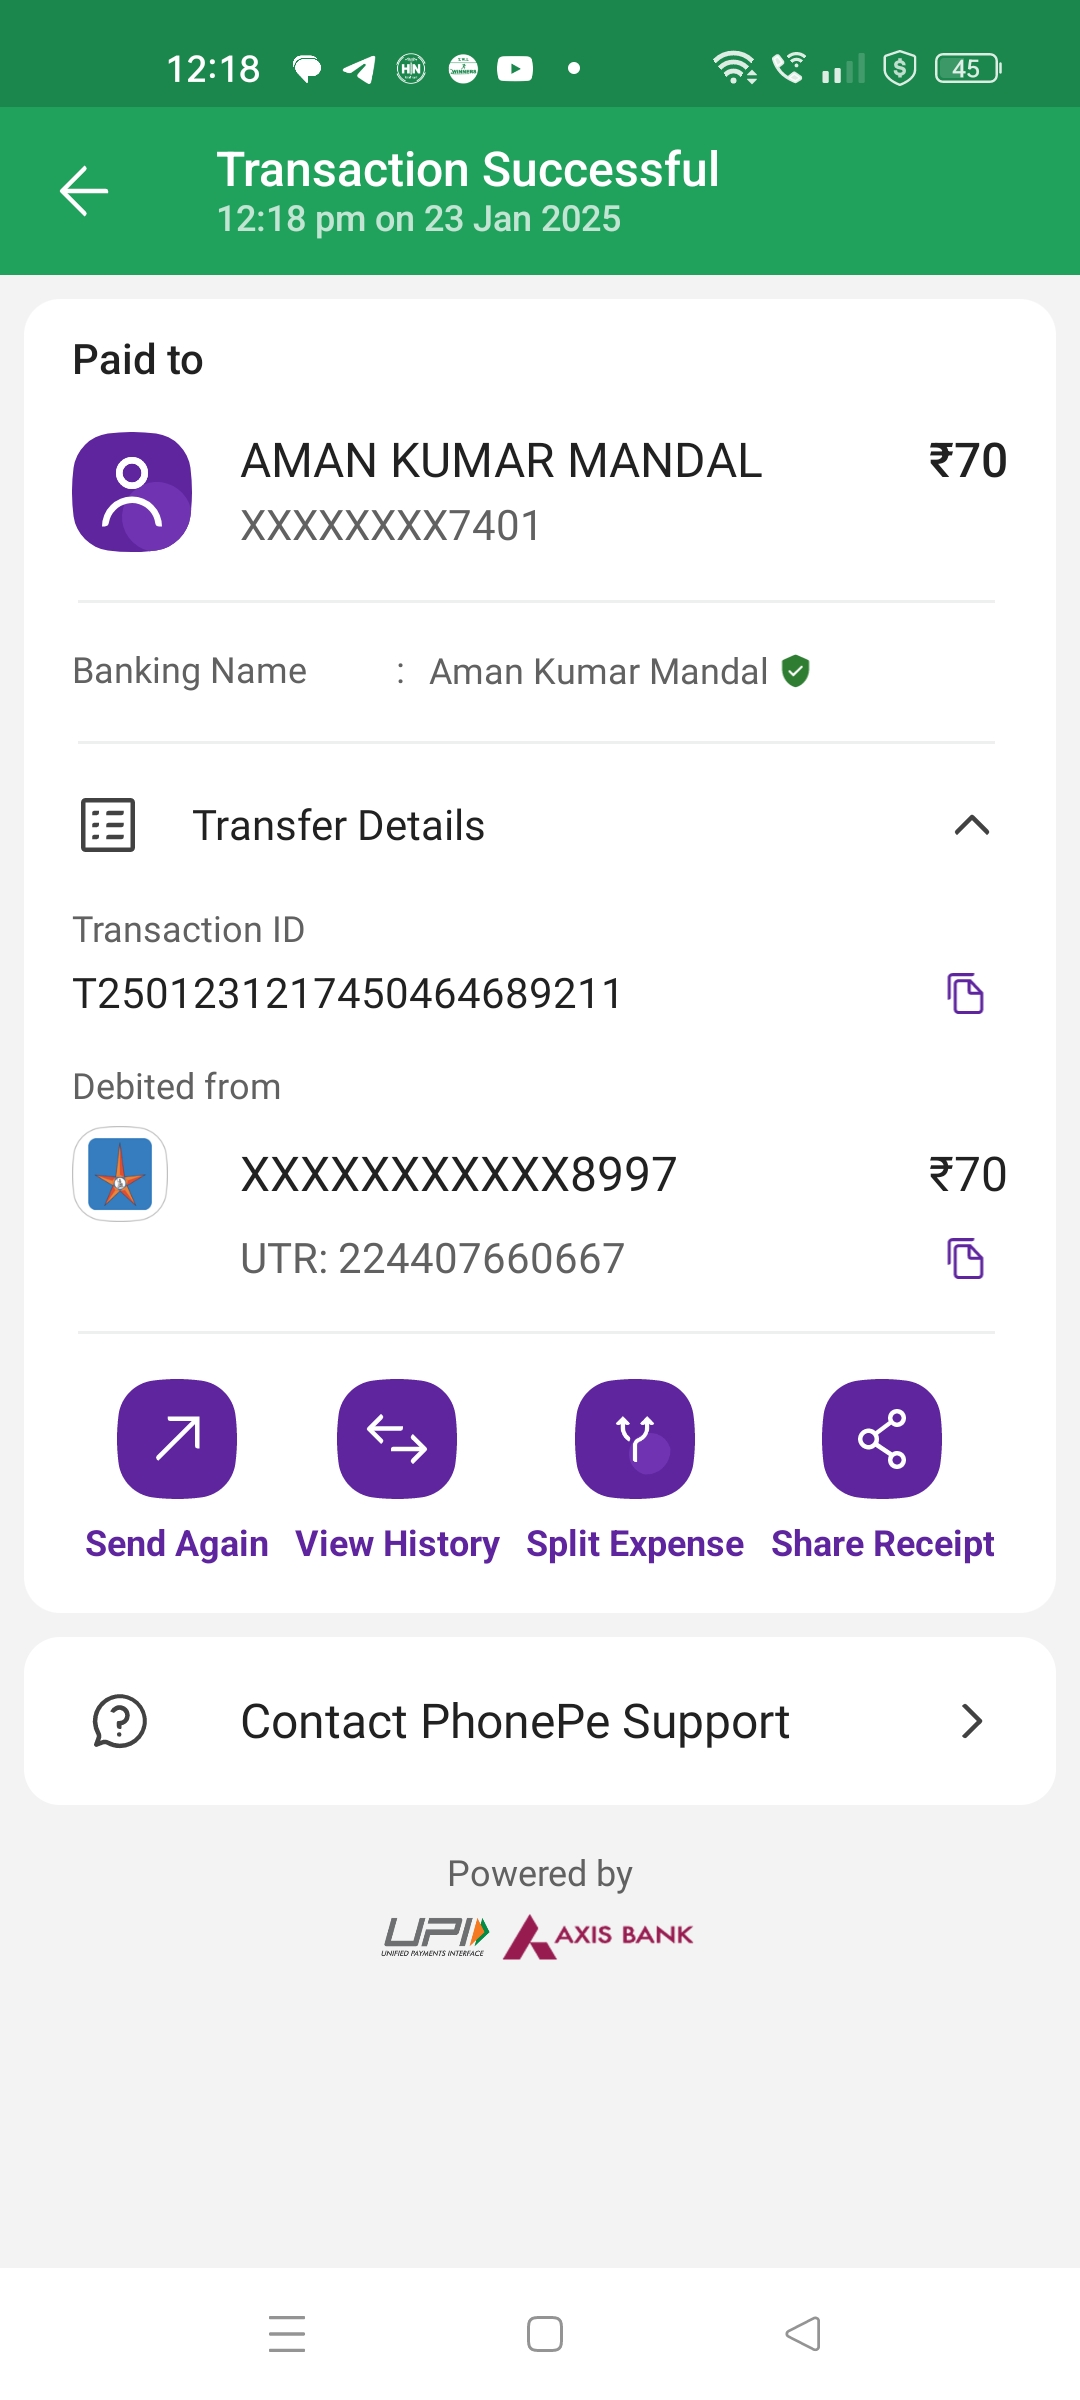 12:18
45
Transaction Successful
12:18 pm on 23 Jan 2025
Paid to
AMAN KUMAR MANDAL ₹70
XXXXXXXX7401
Banking Name : Aman Kumar Mandal
Transfer Details
Transaction ID
T2501231217450464689211
Debited from
XXXXXXXXXXX8997 ₹70
UTR: 224407660667
Send Again View History Split Expense Share Receipt
Contact PhonePe Support
Powered by
UPI AXIS BANK
UNIFIED PAYMENTS INTERFACE